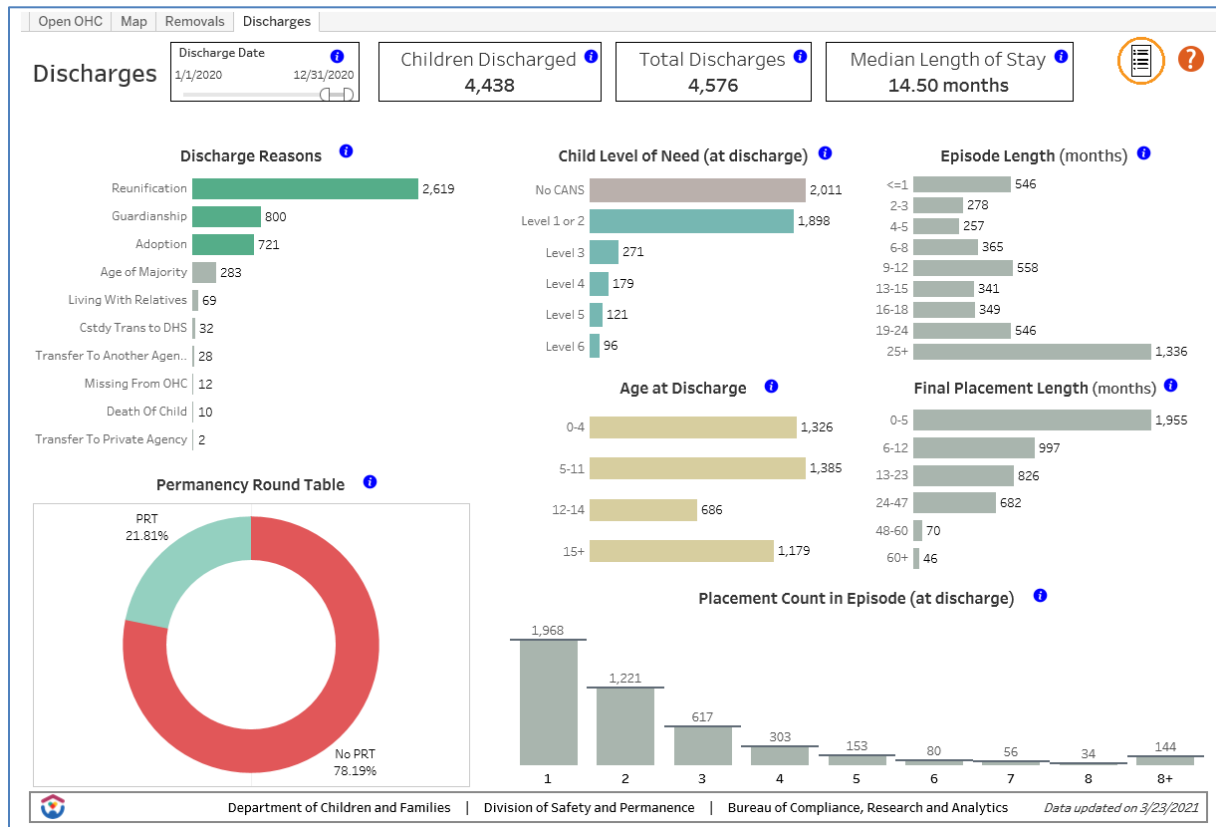 Open OHC Map Removals Discharges
Discharges
Discharge Date
1/1/2020 12/31/2020
Children Discharged
4,438
Total Discharges
4,576
Median Length of Stay
14.50 months
?
Discharge Reasons
Reunification 2,619
Guardianship 800
Adoption 721
Age of Majority 283
Living With Relatives 69
Cstdy Trans to DHS 32
Transfer To Another Agen.. 28
Missing From OHC 12
Death Of Child 10
Transfer To Private Agency 2
Child Level of Need (at discharge)
No CANS 2,011
Level 1 or 2 1,898
Level 3 271
Level 4 179
Level 5 121
Level 6 96
Episode Length (months)
<=1 546
2-3 278
4-5 257
6-8 365
9-12 558
13-15 341
16-18 349
19-24 546
25+ 1,336
Age at Discharge
0-4 1,326
5-11 1,385
12-14 686
15+ 1,179
Final Placement Length (months)
0-5 1,955
6-12 997
13-23 826
24-47 682
48-60 70
60+ 46
Permanency Round Table
PRT
21.81%
No PRT
78.19%
Placement Count in Episode (at discharge)
1,968 1,221 617 303 153 80 56 34 144
1 2 3 4 5 6 7 8 8+
Department of Children and Families | Division of Safety and Permanence | Bureau of Compliance, Research and Analytics Data updated on 3/23/2021